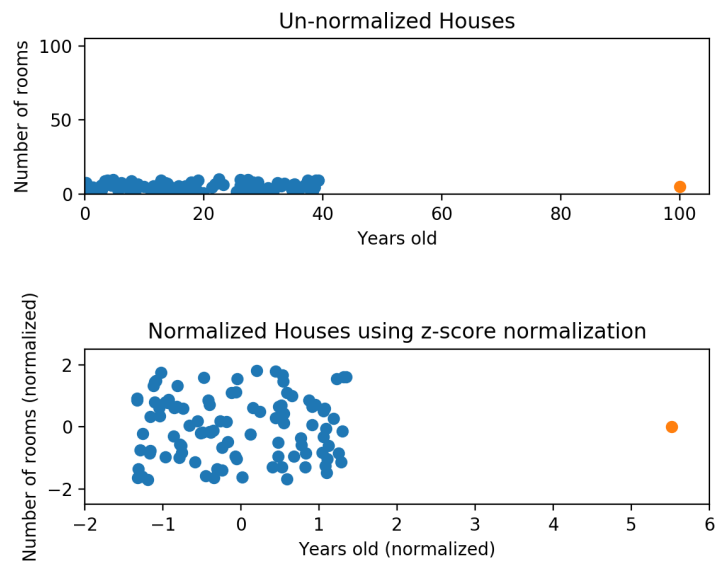 Un-normalized Houses
Number of rooms
100
50
0
0 20 40 60 80 100
Years old
Normalized Houses using z-score normalization
Number of rooms (normalized)
2
0
−2
−2 −1 0 1 2 3 4 5 6
Years old (normalized)